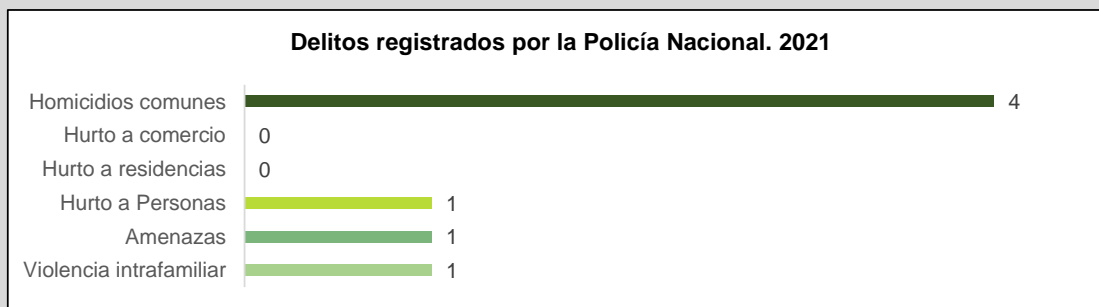 Delitos registrados por la Policía Nacional. 2021
Homicidios comunes 4
Hurto a comercio 0
Hurto a residencias 0
Hurto a Personas 1
Amenazas 1
Violencia intrafamiliar 1